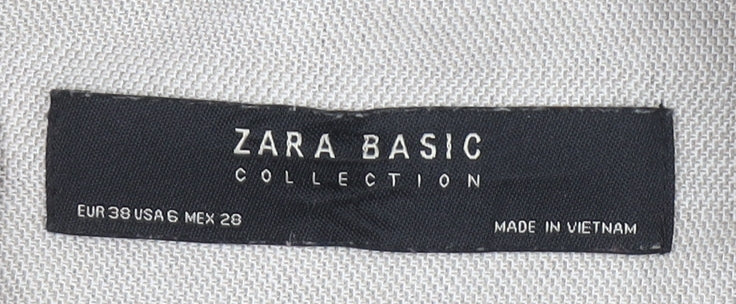 ZARA BASIC
COLLECTION
EUR 38 USA 6 MEX 28
MADE IN VIETNAM